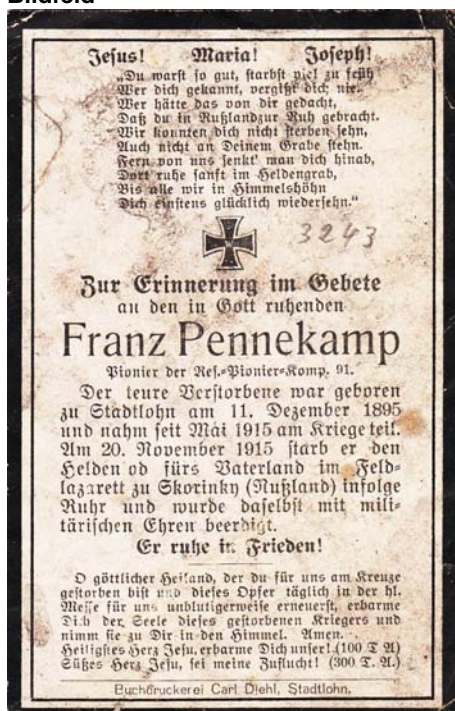 Bildfeld
Jesus! Maria! Joseph!
„Du warst so gut, starbst viel zu früh
Wer dich gekannt, vergißt dich nie.
Wer hätte das von dir gedacht,
Daß du in Rußlandzur Ruh gebracht.
Wir konnten dich nicht sterben sehn,
Auch nicht an Deinem Grabe stehn.
Fern von uns senkt' man dich hinab,
Dort ruhe sanft im Heldengrab,
Bis alle wir in Himmelshöhn
Dich einstens glücklich wiedersehn.“
W
3243
Zur Erinnerung im Gebete
an den in Gott ruhenden
Franz Pennekamp
Pionier der Res.-Pionier-Komp. 91.
Der teure Verstorbene war geboren
zu Stadtlohn am 11. Dezember 1895
und nahm seit Mai 1915 am Kriege teil.
Am 20. November 1915 starb er den
Helden od fürs Vaterland im Feld-
lazarett zu Skorinky (Rußland) infolge
Ruhr und wurde daselbst mit mili-
tärischen Ehren beerdigt.
Er ruhe in Frieden!
O göttlicher Heiland, der du für uns am Kreuze
gestorben bist und dieses Opfer täglich in der hl.
Messe für uns unblutigerweise erneuerst, erbarme
Dich der Seele dieses gestorbenen Kriegers und
nimm sie zu Dir in den Himmel. Amen.
Heiligstes Herz Jesu, erbarme Dich unser! (100 T A)
Süßes Herz Jesu, sei meine Zuflucht! (300 T. A.)
Buchdruckerei Carl Diehl, Stadtlohn.